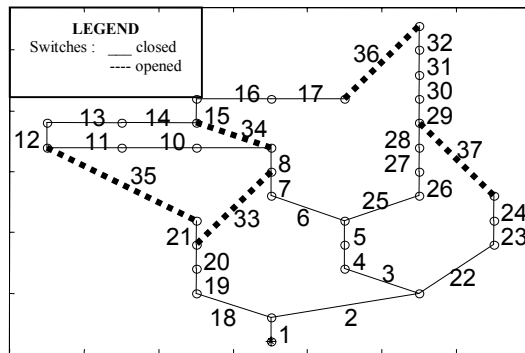 LEGEND
Switches : ___ closed
---- opened
36
32
31
16 17 30
15 29
13 14 34 28 37
12 11 10 8 27
35 33 7 26
6 25 24
21 5 23
20 4
19 3 22
18 2
1